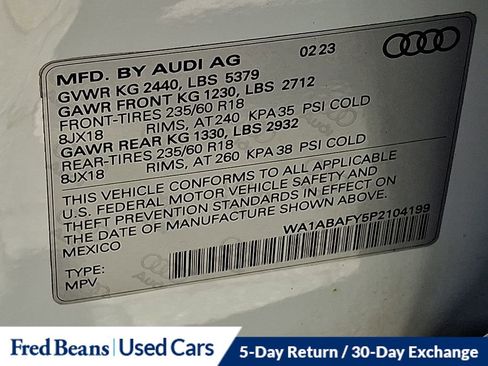 MFD. BY AUDI AG 02 23
GVWR KG 2440, LBS 5379
GAWR FRONT KG 1230, LBS 2712
FRONT-TIRES 235/60 R18
8JX18 RIMS, AT 240 KPA 35 PSI COLD
GAWR REAR KG 1330, LBS 2932
REAR-TIRES 235/60 R18
8JX18 RIMS, AT 260 KPA 38 PSI COLD
THIS VEHICLE CONFORMS TO ALL APPLICABLE
U.S. FEDERAL MOTOR VEHICLE SAFETY AND
THEFT PREVENTION STANDARDS IN EFFECT ON
THE DATE OF MANUFACTURE SHOWN ABOVE.
MEXICO
WA1ABAFY5P2104199
TYPE:
MPV
Audi
Fred Beans | Used Cars
5-Day Return / 30-Day Exchange